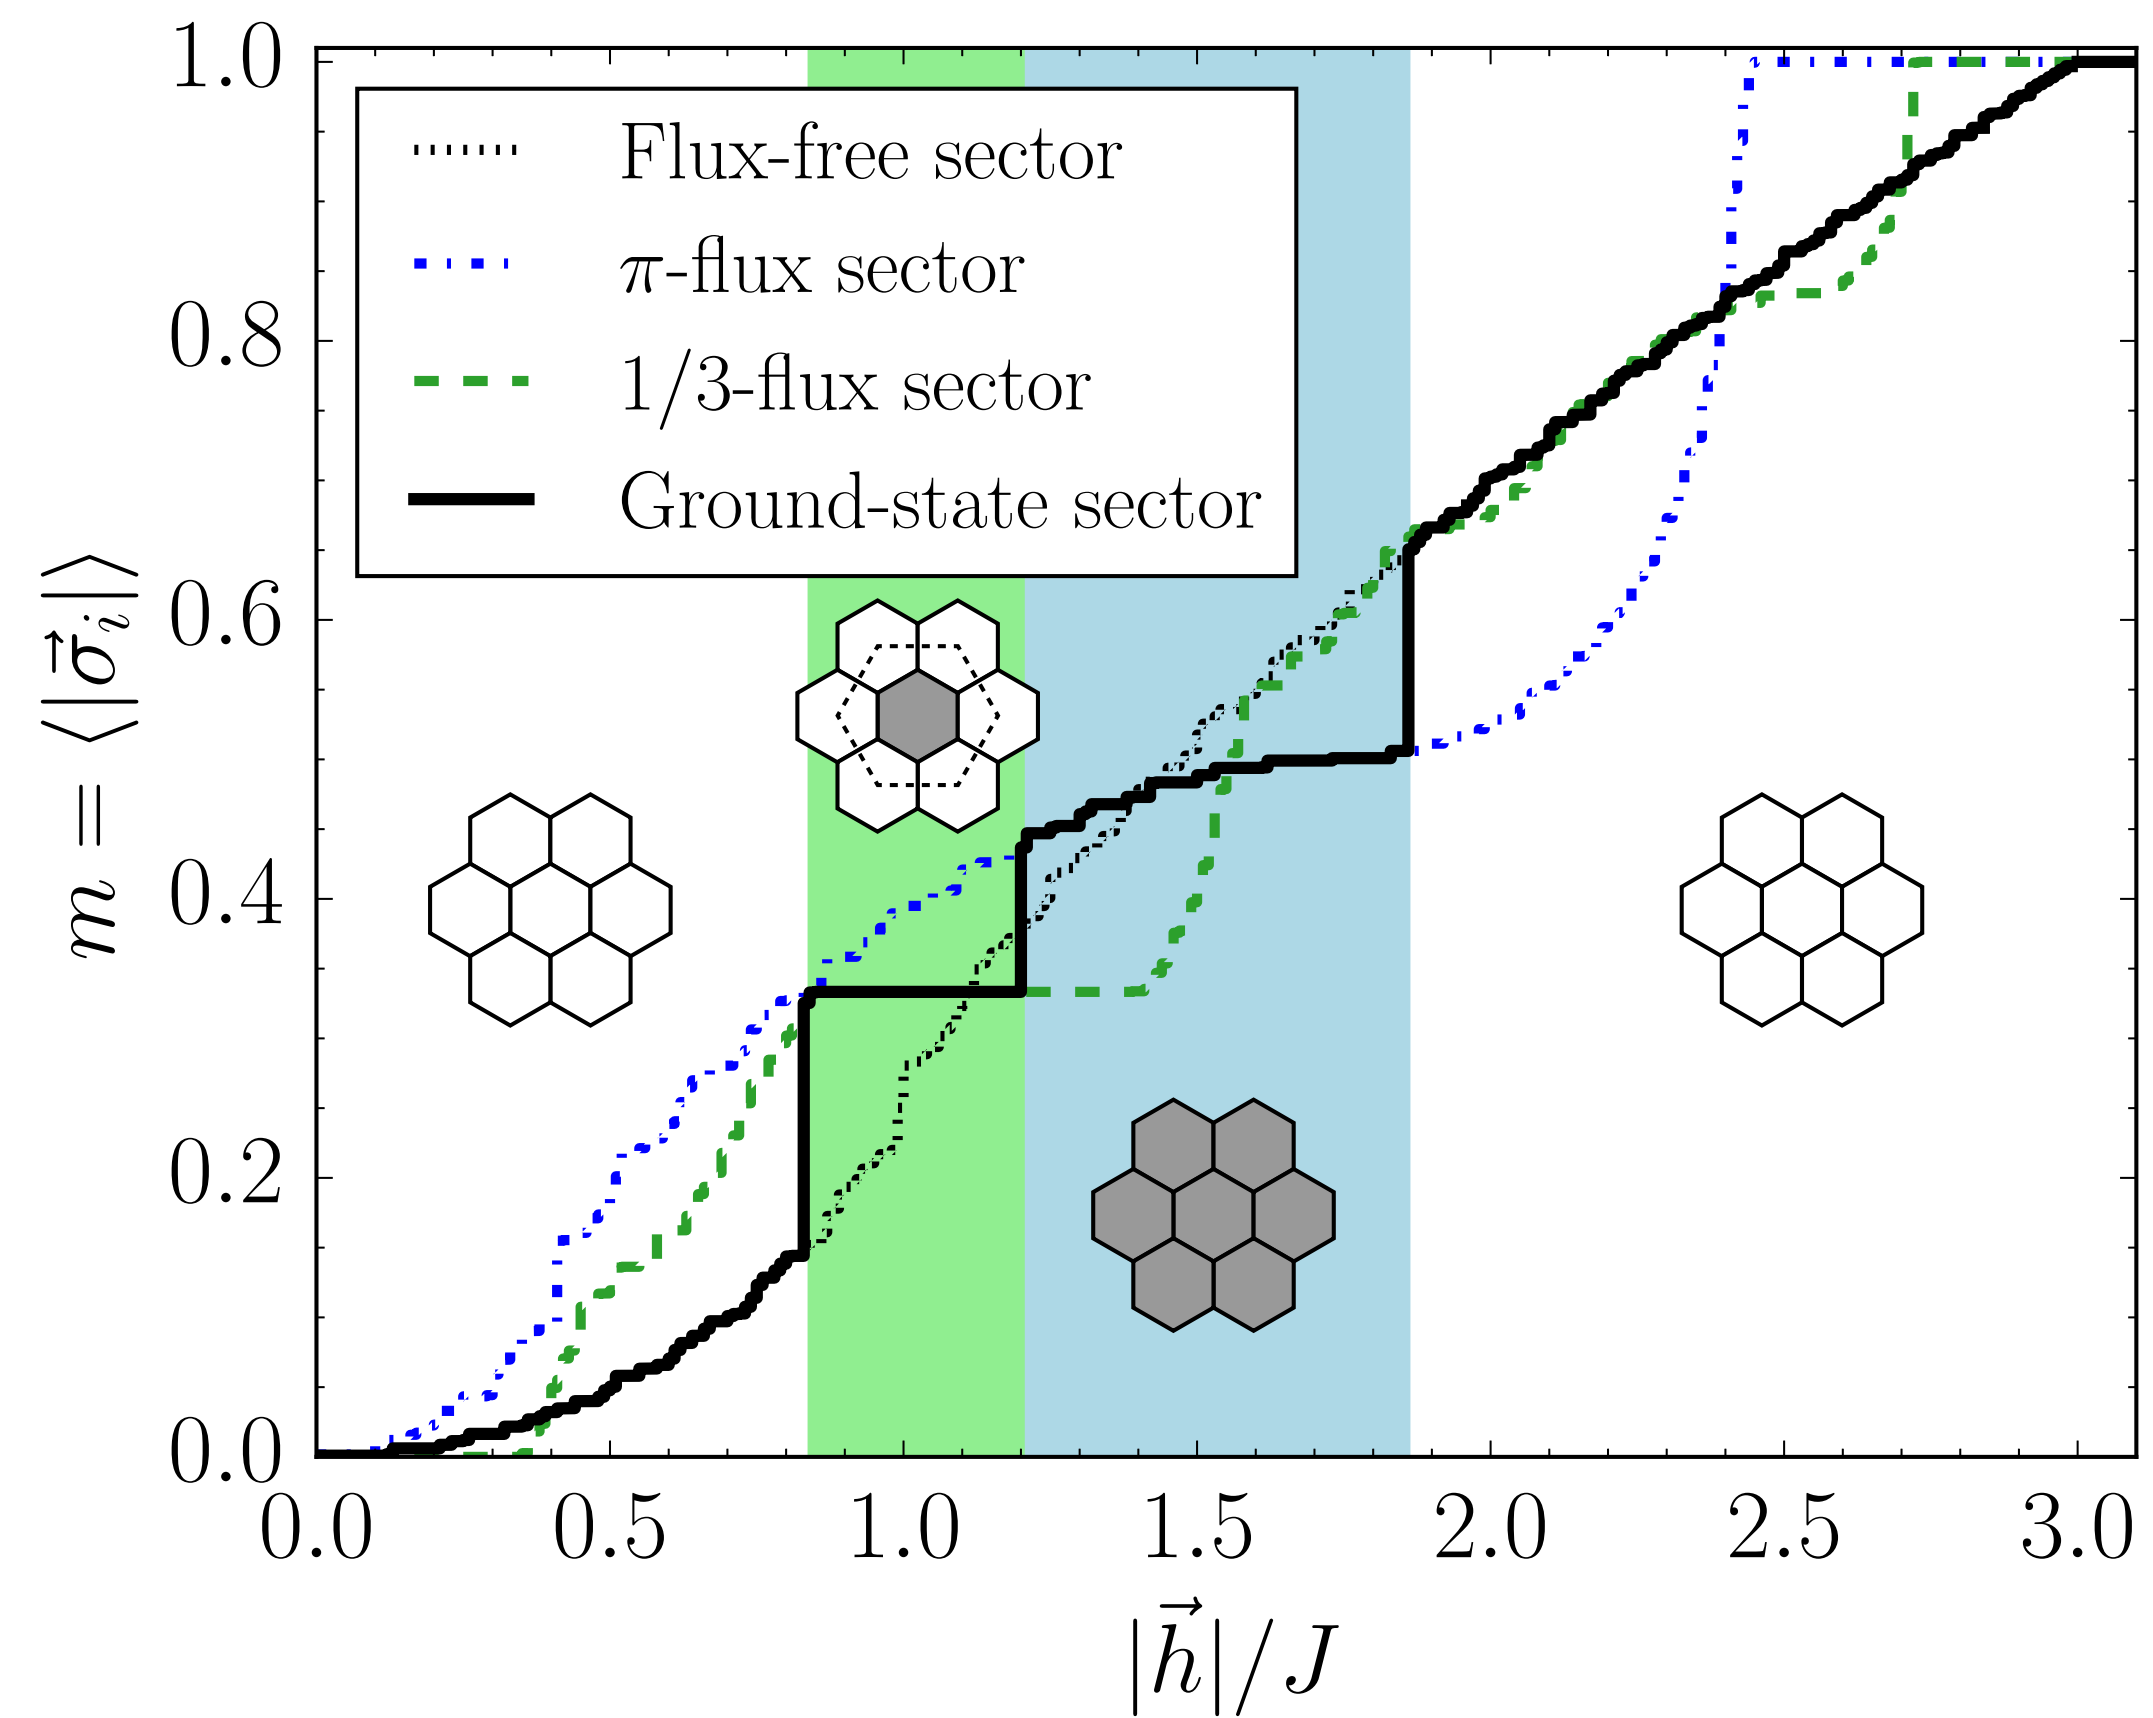 1.0
0.8
0.6
0.4
0.2
0.0
m = ⟨|σ⃗ᵢ|⟩
Flux-free sector
π-flux sector
1/3-flux sector
Ground-state sector
0.0 0.5 1.0 1.5 2.0 2.5 3.0
|h⃗|/J